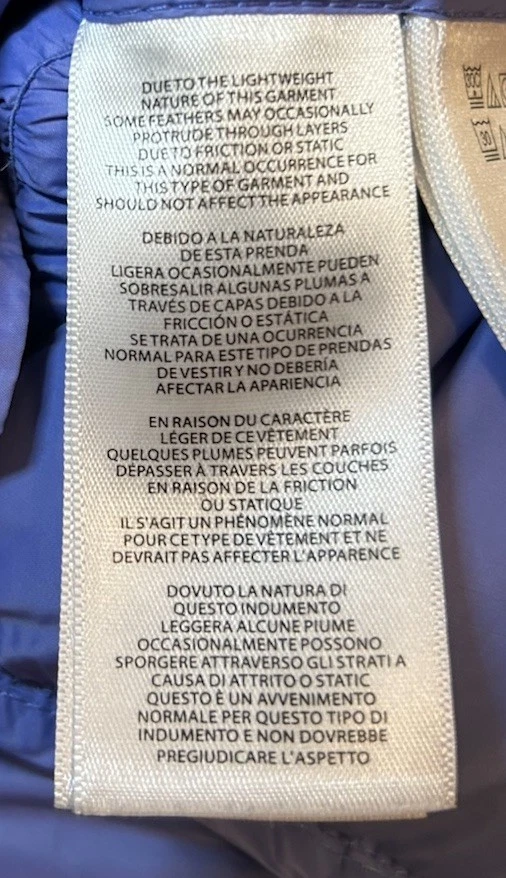 DUE TO THE LIGHTWEIGHT
NATURE OF THIS GARMENT
SOME FEATHERS MAY OCCASIONALLY
PROTRUDE THROUGH LAYERS
DUE TO FRICTION OR STATIC
THIS IS A NORMAL OCCURRENCE FOR
THIS TYPE OF GARMENT AND
SHOULD NOT AFFECT THE APPEARANCE
DEBIDO A LA NATURALEZA
DE ESTA PRENDA
LIGERA OCASIONALMENTE PUEDEN
SOBRESALIR ALGUNAS PLUMAS A
TRAVÉS DE CAPAS DEBIDO A LA
FRICCIÓN O ESTÁTICA
SE TRATA DE UNA OCURRENCIA
NORMAL PARA ESTE TIPO DE PRENDAS
DE VESTIR Y NO DEBERÍA
AFECTAR LA APARIENCIA
EN RAISON DU CARACTÈRE
LÉGER DE CE VÊTEMENT
QUELQUES PLUMES PEUVENT PARFOIS
DÉPASSER À TRAVERS LES COUCHES
EN RAISON DE LA FRICTION
OU STATIQUE
IL S'AGIT UN PHÉNOMÈNE NORMAL
POUR CE TYPE DE VÊTEMENT ET NE
DEVRAIT PAS AFFECTER L'APPARENCE
DOVUTO LA NATURA DI
QUESTO INDUMENTO
LEGGERA ALCUNE PIUME
OCCASIONALMENTE POSSONO
SPORGERE ATTRAVERSO GLI STRATI A
CAUSA DI ATTRITO O STATIC
QUESTO È UN AVVENIMENTO
NORMALE PER QUESTO TIPO DI
INDUMENTO E NON DOVREBBE
PREGIUDICARE L'ASPETTO